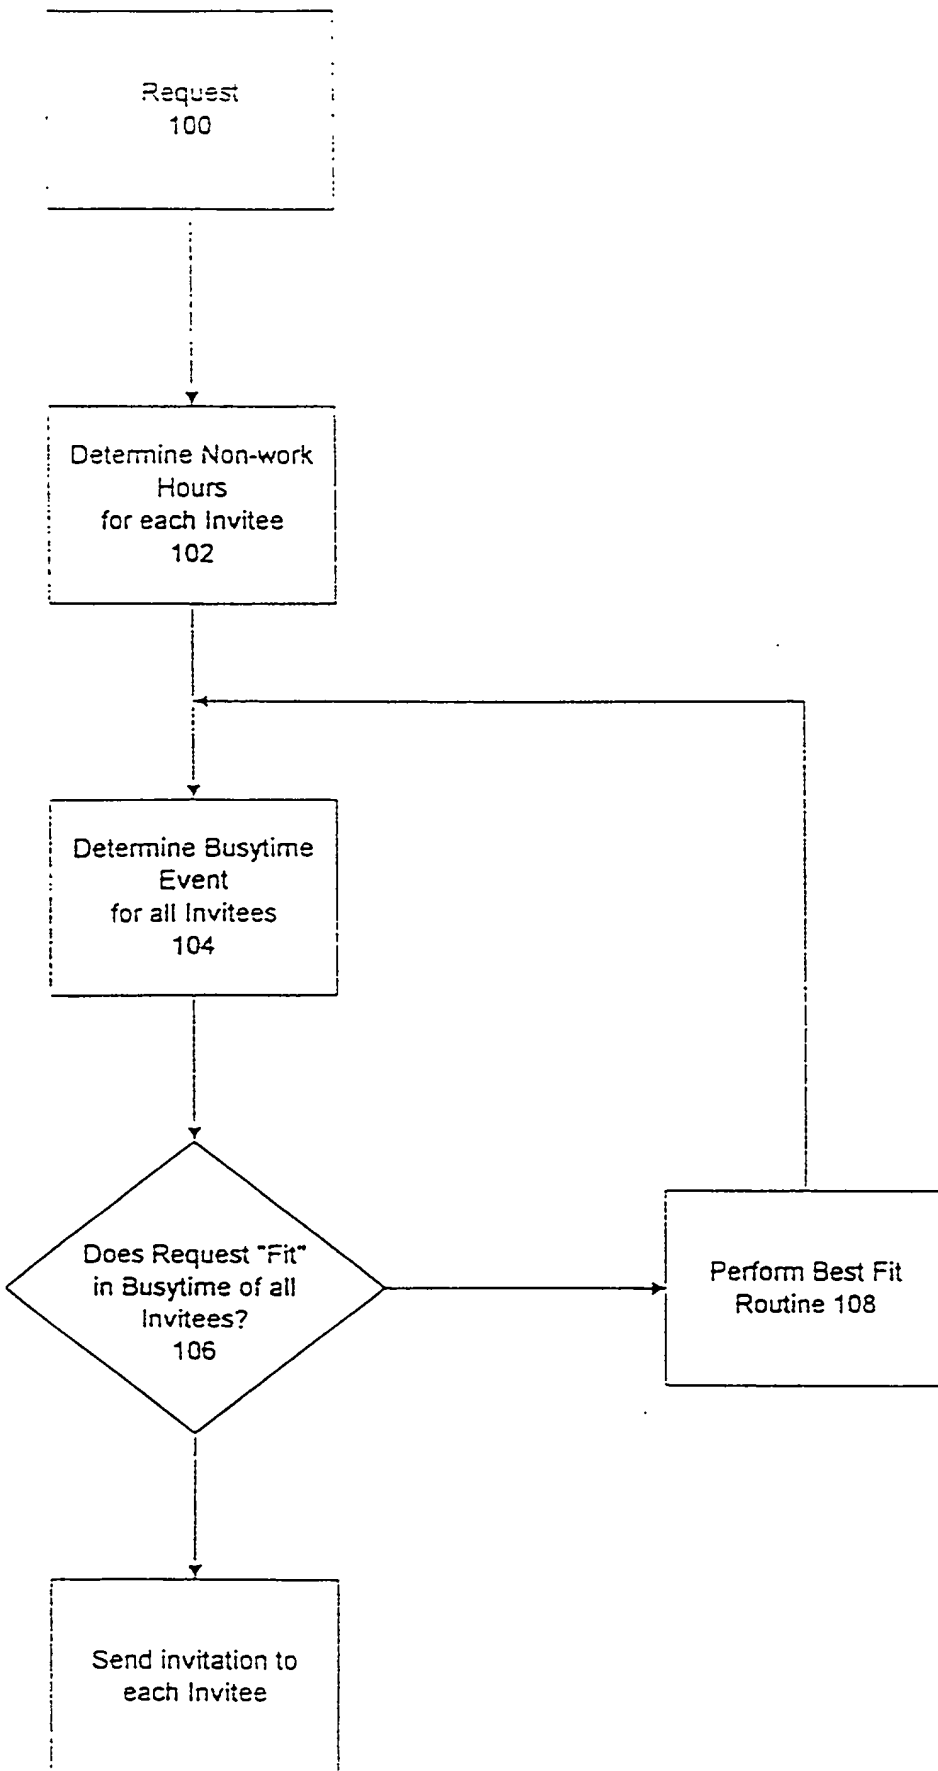 Request
100
Determine Non-work
Hours
for each Invitee
102
Determine Busytime
Event
for all Invitees
104
Does Request "Fit"
in Busytime of all
Invitees?
106
Perform Best Fit
Routine 108
Send invitation to
each Invitee